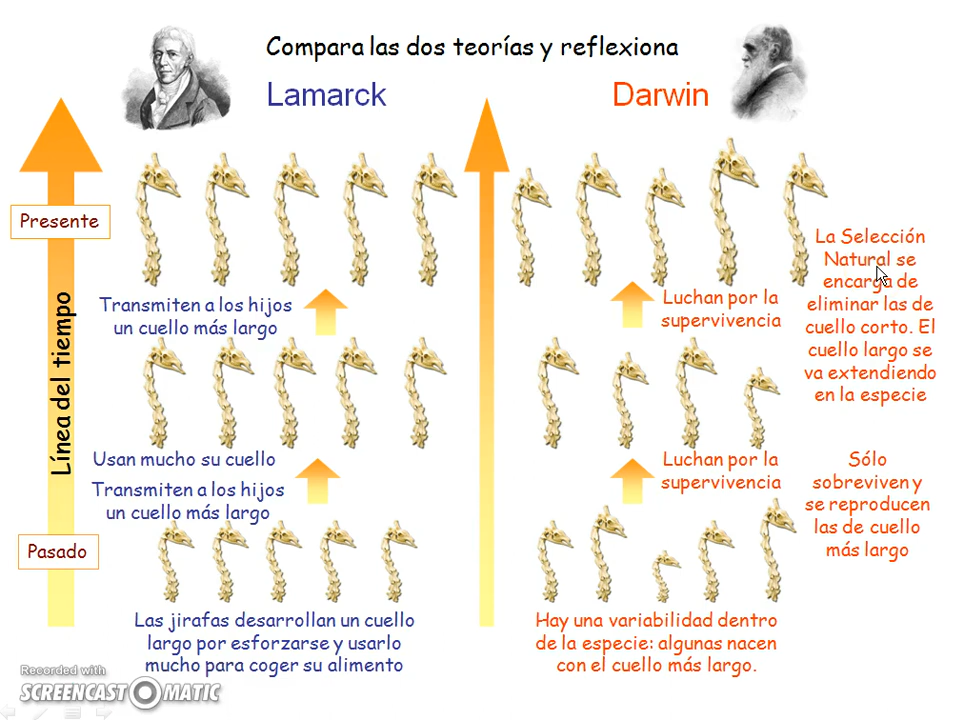 Compara las dos teorías y reflexiona
Lamarck
Darwin
Presente
Línea del tiempo
Pasado
Transmiten a los hijos
un cuello más largo
Usan mucho su cuello
Transmiten a los hijos
un cuello más largo
Las jirafas desarrollan un cuello
largo por esforzarse y usarlo
mucho para coger su alimento
Luchan por la
supervivencia
La Selección
Natural se
encarga de
eliminar las de
cuello corto. El
cuello largo se
va extendiendo
en la especie
Luchan por la
supervivencia
Sólo
sobreviven y
se reproducen
las de cuello
más largo
Hay una variabilidad dentro
de la especie: algunas nacen
con el cuello más largo.
Recorded with
SCREENCAST MATIC